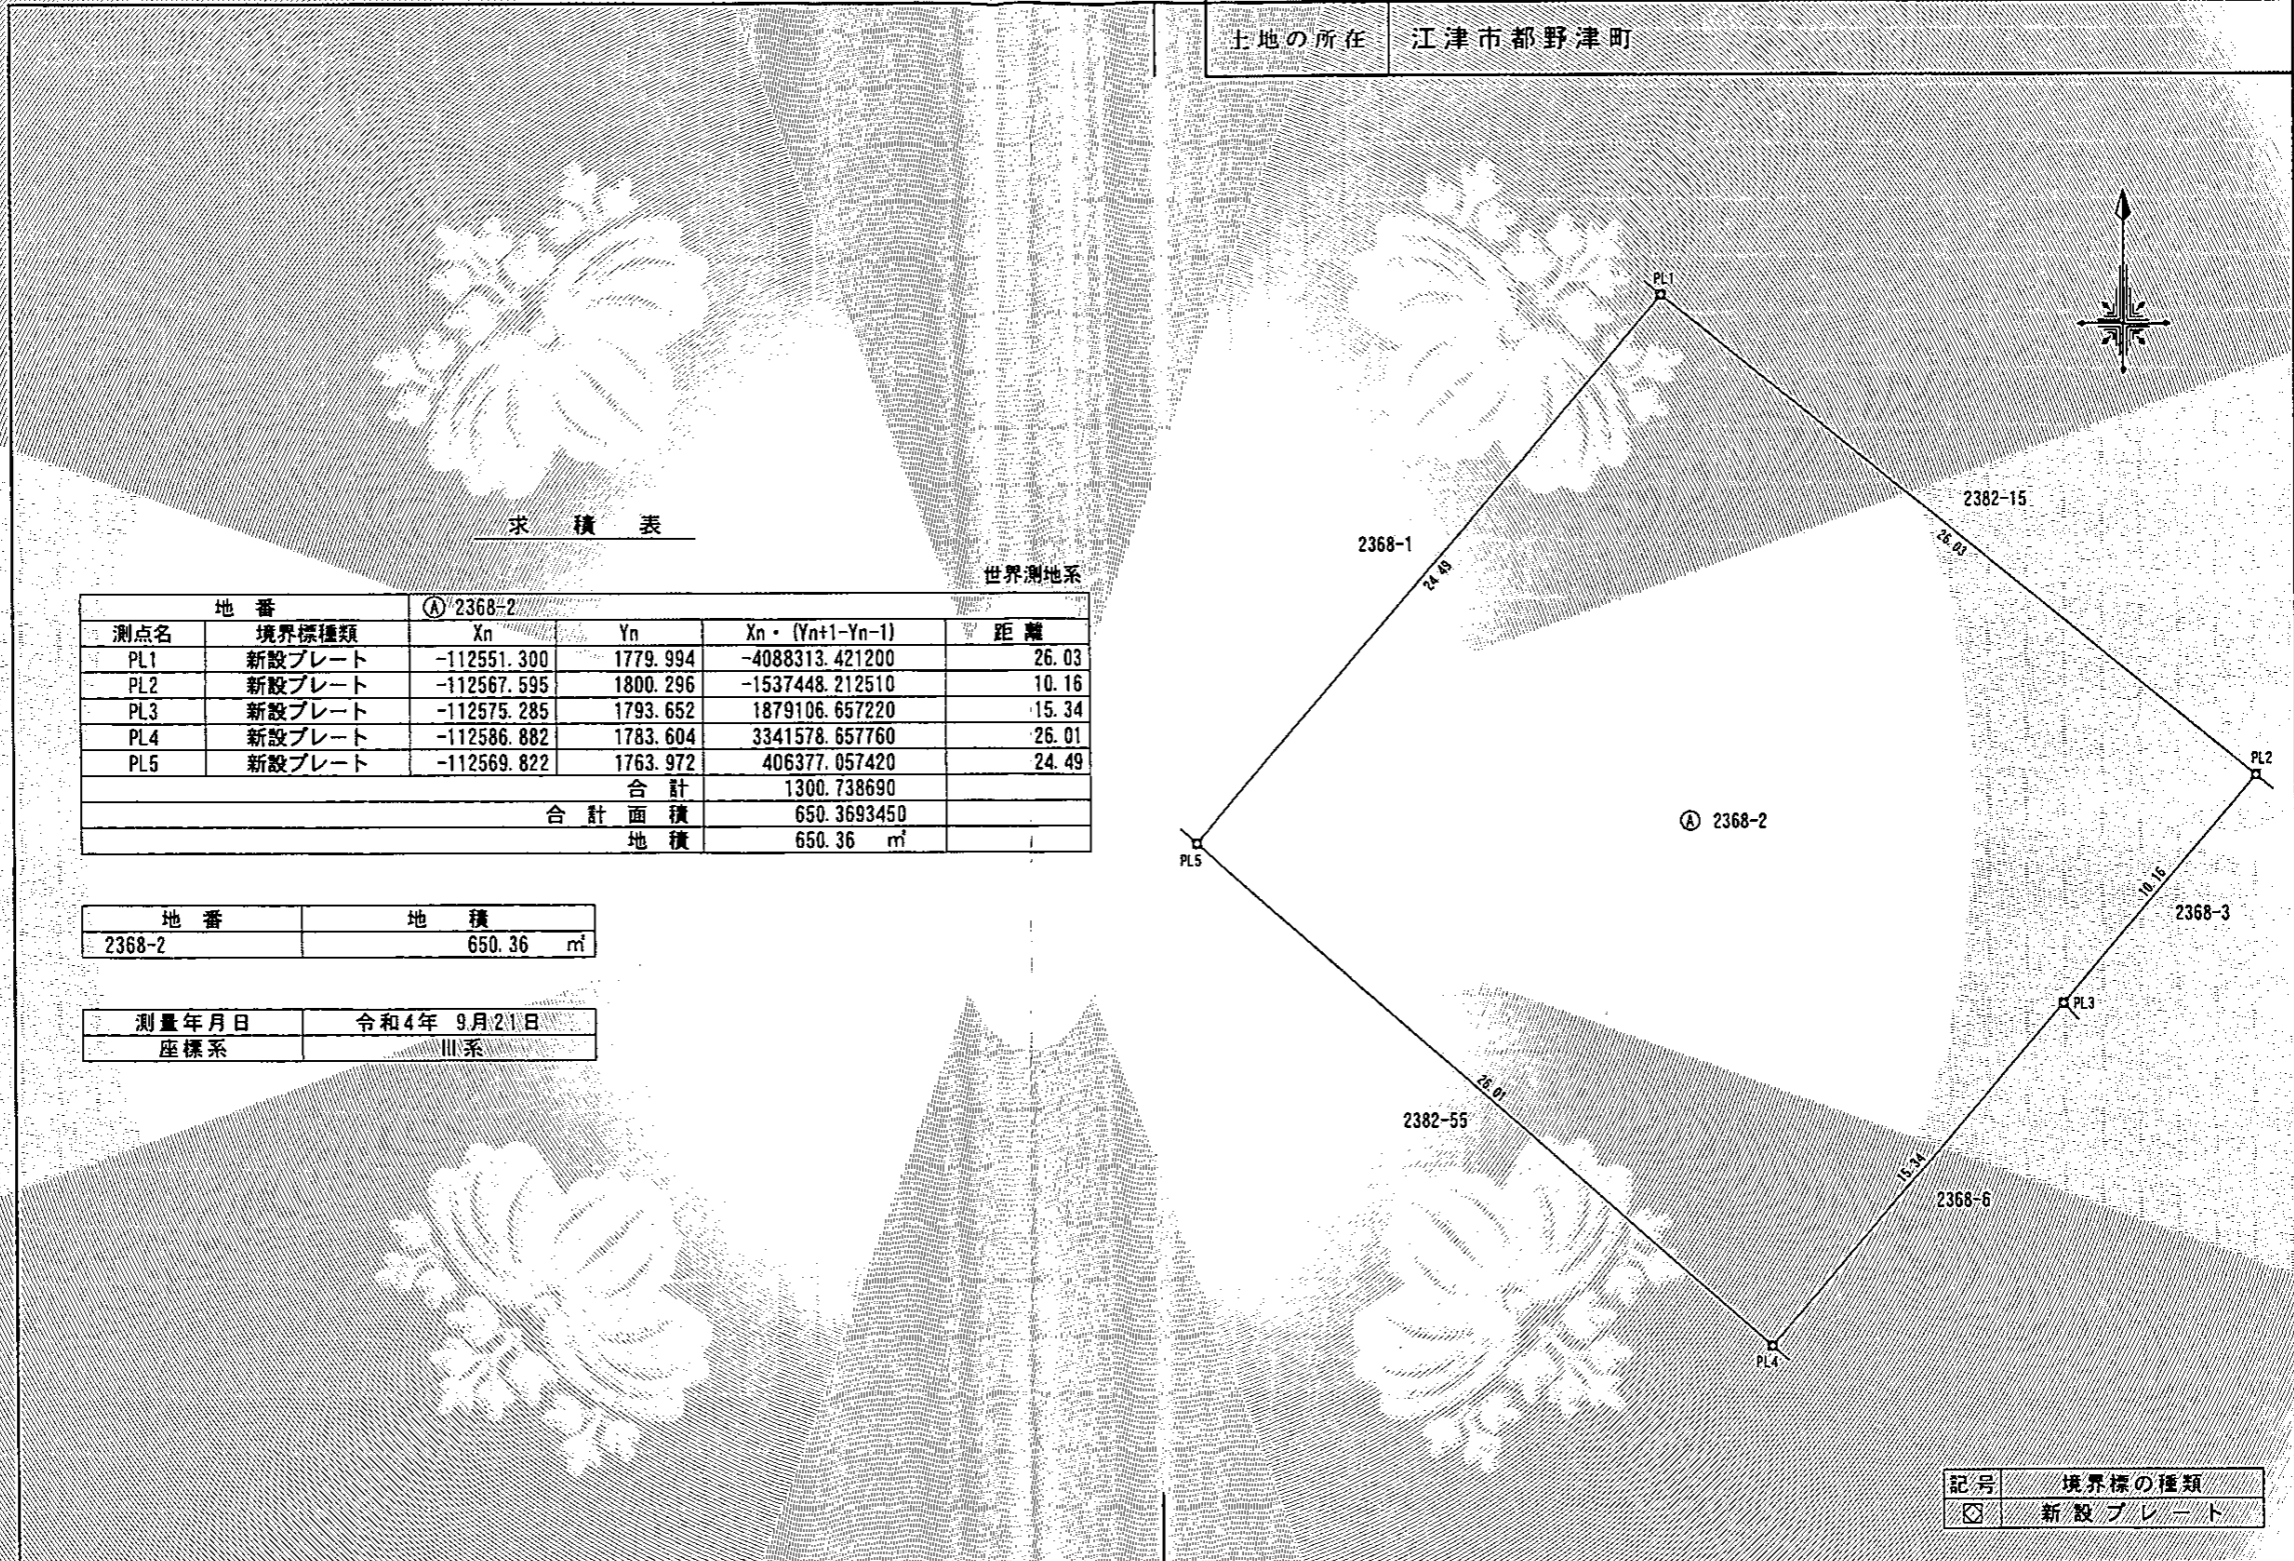 土地の所在 江津市都野津町
求積表
世界測地系
地番 Ⓐ 2368-2
測点名 境界標種類 Xn Yn Xn・(Yn+1-Yn-1) 距離
PL1 新設プレート -112551.300 1779.994 -4088313.421200 26.03
PL2 新設プレート -112567.595 1800.296 -1537448.212510 10.16
PL3 新設プレート -112575.285 1793.652 1879106.657220 15.34
PL4 新設プレート -112586.882 1783.604 3341578.657760 26.01
PL5 新設プレート -112569.822 1763.972 406377.057420 24.49
合計 1300.738690
合計面積 650.3693450
地積 650.36 ㎡
地番 地積
2368-2 650.36 ㎡
測量年月日 令和4年 9月21日
座標系 III系
PL1
2382-15
26.03
2368-1
24.49
PL2
Ⓐ 2368-2
PL5
10.16
2368-3
PL3
26.01
2382-55
15.34
2368-6
PL4
記号 境界標の種類
新設プレート